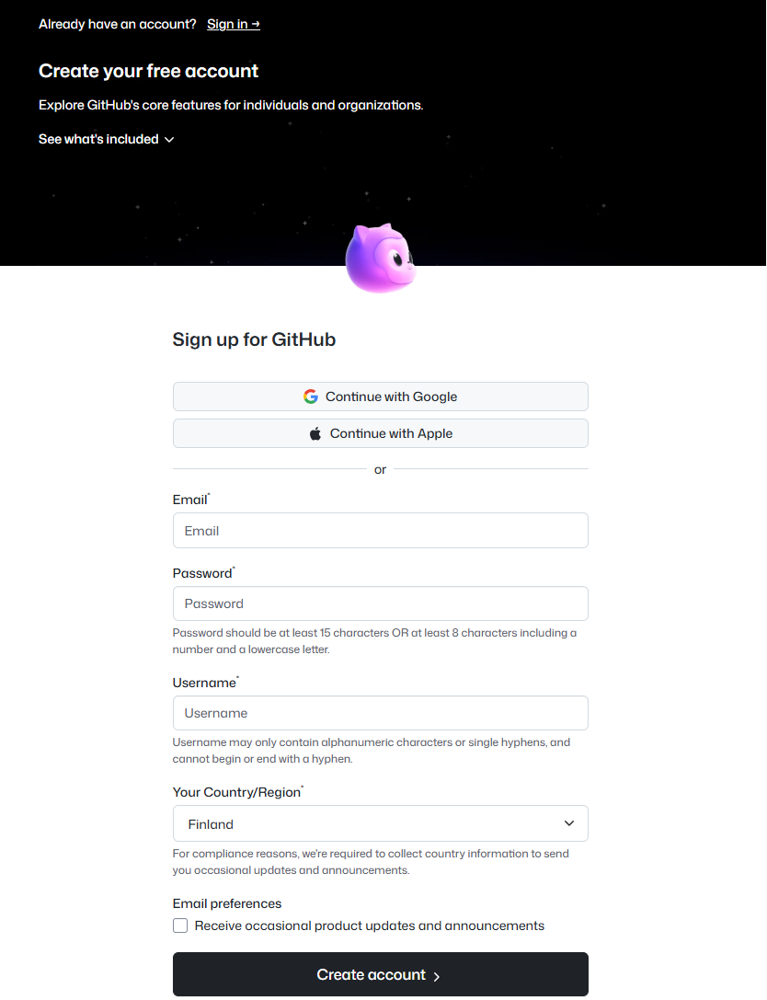 Already have an account? Sign in →
Create your free account
Explore GitHub's core features for individuals and organizations.
See what's included
Sign up for GitHub
Continue with Google
Continue with Apple
or
Email*
Email
Password*
Password
Password should be at least 15 characters OR at least 8 characters including a
number and a lowercase letter.
Username*
Username
Username may only contain alphanumeric characters or single hyphens, and
cannot begin or end with a hyphen.
Your Country/Region*
Finland
For compliance reasons, we're required to collect country information to send
you occasional updates and announcements.
Email preferences
Receive occasional product updates and announcements
Create account